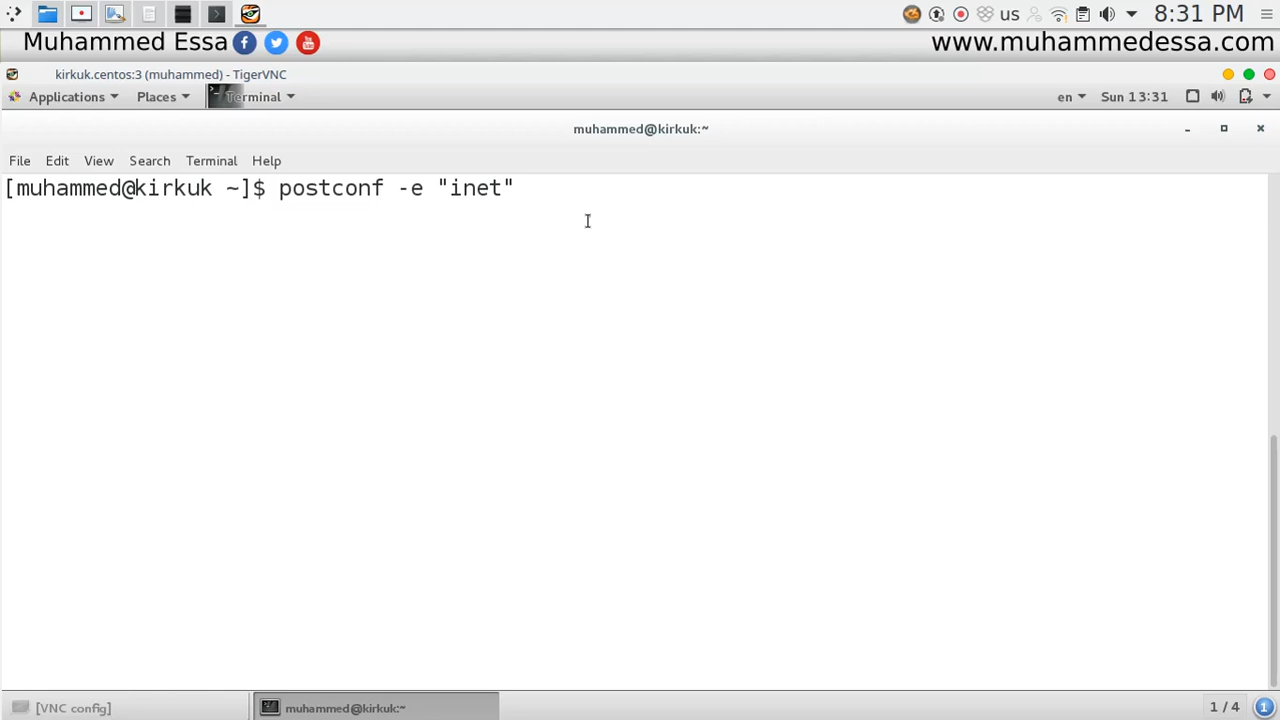 US
8:31 PM
Muhammed Essa
www.muhammedessa.com
kirkuk.centos:3 (muhammed) - TigerVNC
Applications Places Terminal en Sun 13:31
muhammed@kirkuk:~
File Edit View Search Terminal Help
[muhammed@kirkuk ~]$ postconf -e "inet"
[VNC config] muhammed@kirkuk:~ 1 / 4 1